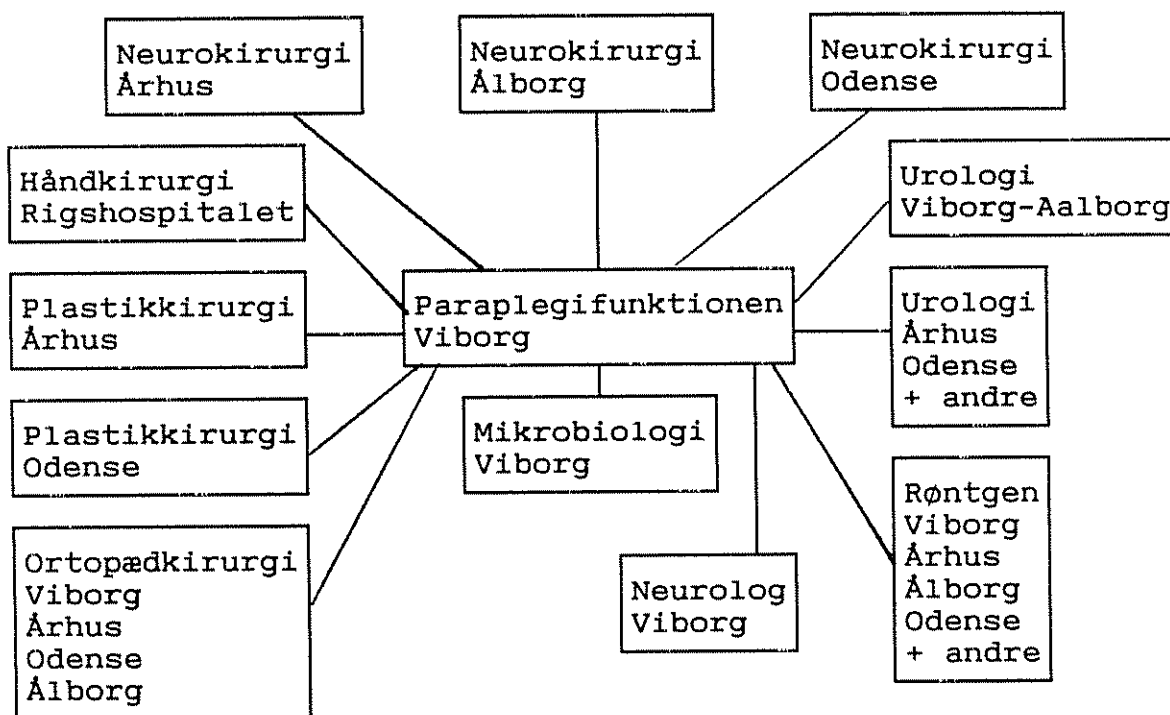 Neurokirurgi
Århus
Neurokirurgi
Ålborg
Neurokirurgi
Odense
Håndkirurgi
Rigshospitalet
Urologi
Viborg-Aalborg
Plastikkirurgi
Århus
Paraplegifunktionen
Viborg
Urologi
Århus
Odense
+ andre
Plastikkirurgi
Odense
Mikrobiologi
Viborg
Røntgen
Viborg
Århus
Ålborg
Odense
+ andre
Ortopædkirurgi
Viborg
Århus
Odense
Ålborg
Neurolog
Viborg